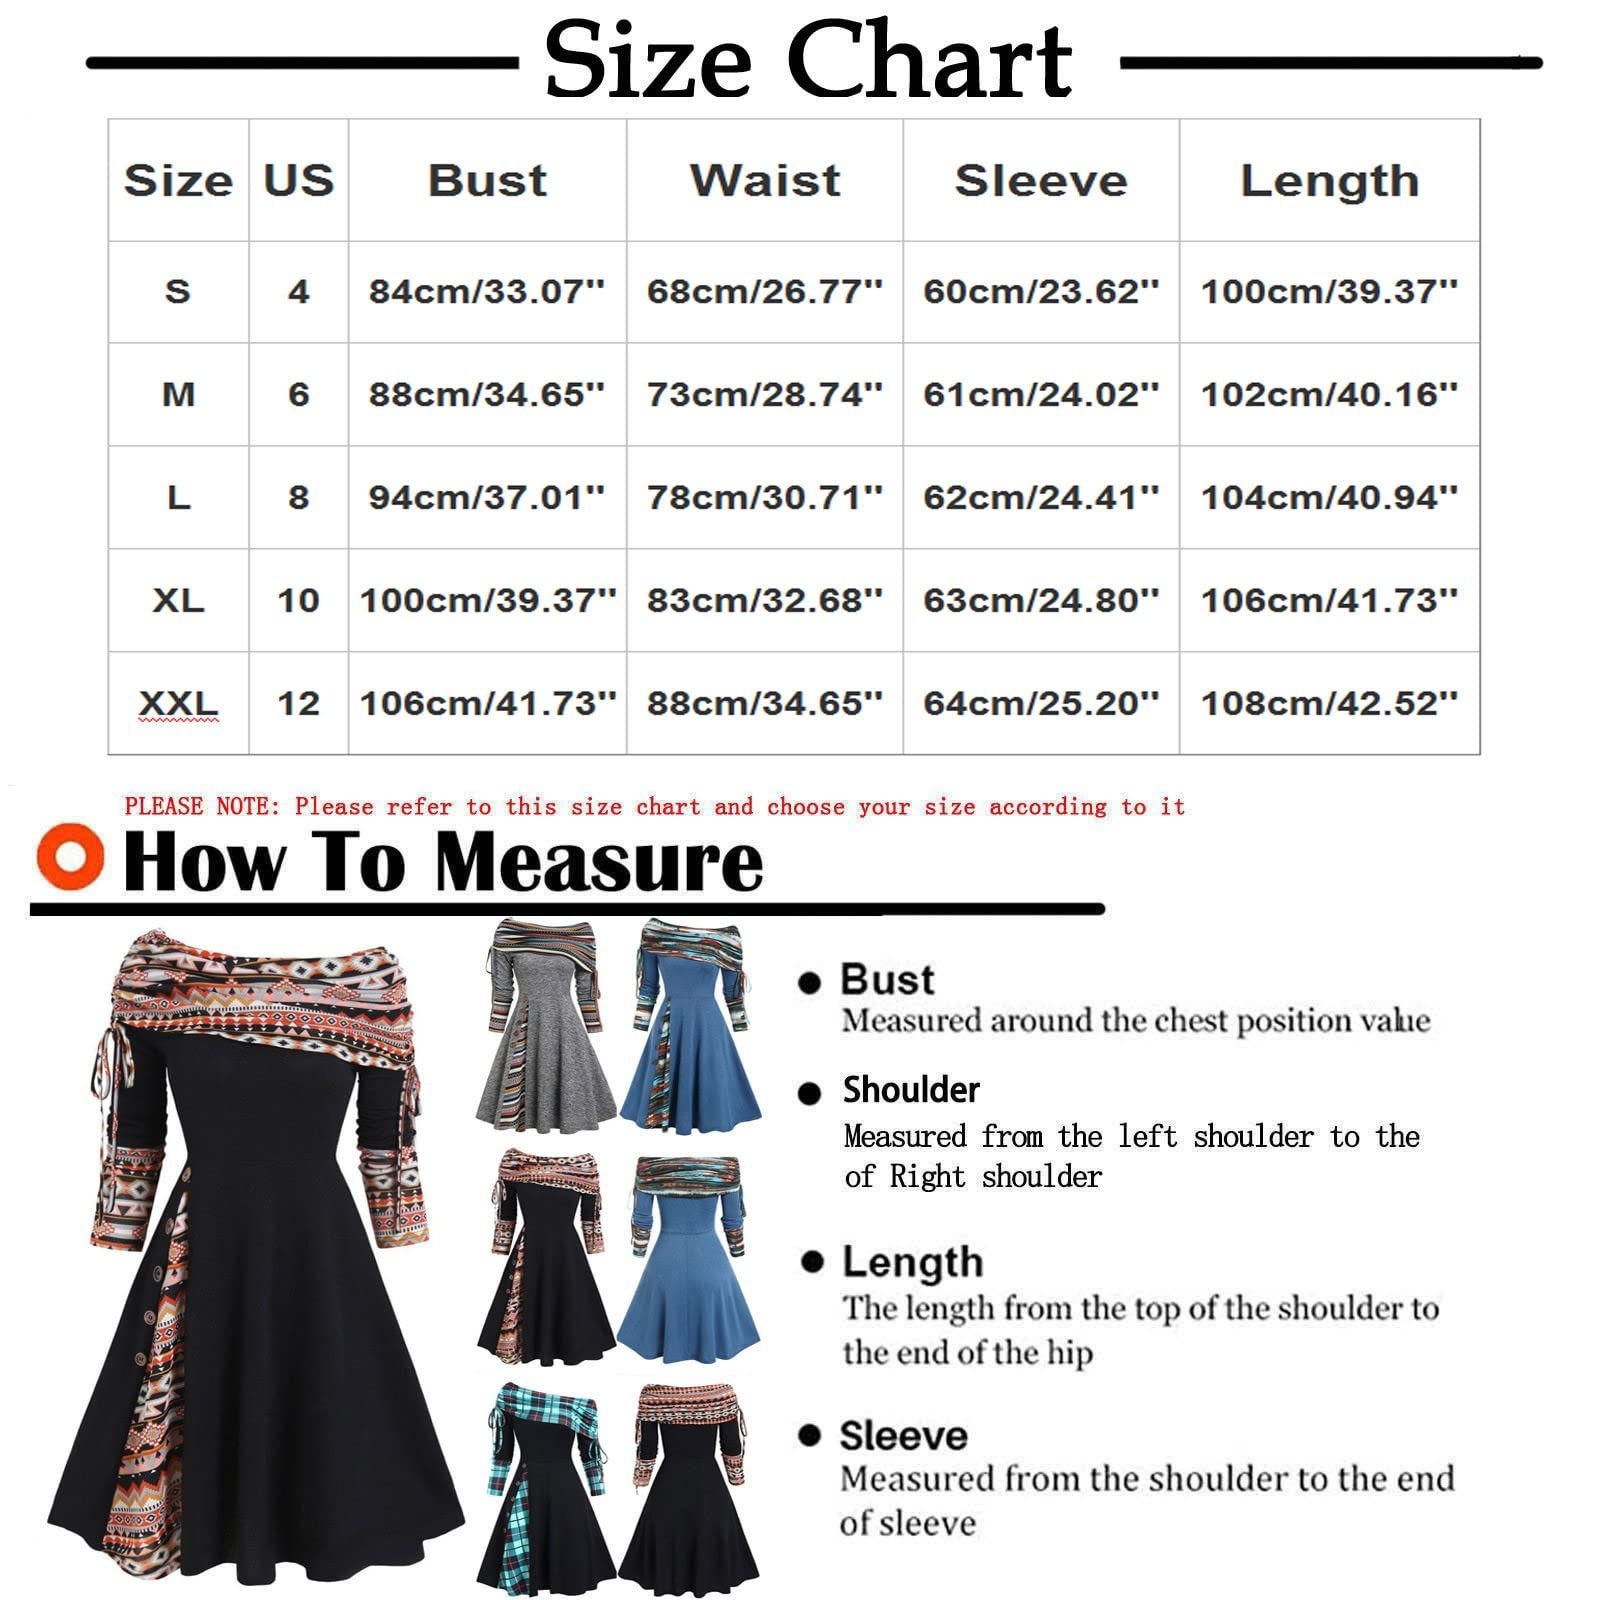 Size Chart
Size US Bust Waist Sleeve Length
S 4 84cm/33.07'' 68cm/26.77'' 60cm/23.62'' 100cm/39.37''
M 6 88cm/34.65'' 73cm/28.74'' 61cm/24.02'' 102cm/40.16''
L 8 94cm/37.01'' 78cm/30.71'' 62cm/24.41'' 104cm/40.94''
XL 10 100cm/39.37'' 83cm/32.68'' 63cm/24.80'' 106cm/41.73''
XXL 12 106cm/41.73'' 88cm/34.65'' 64cm/25.20'' 108cm/42.52''
PLEASE NOTE: Please refer to this size chart and choose your size according to it
How To Measure
Bust
Measured around the chest position value
Shoulder
Measured from the left shoulder to the
of Right shoulder
Length
The length from the top of the shoulder to
the end of the hip
Sleeve
Measured from the shoulder to the end
of sleeve